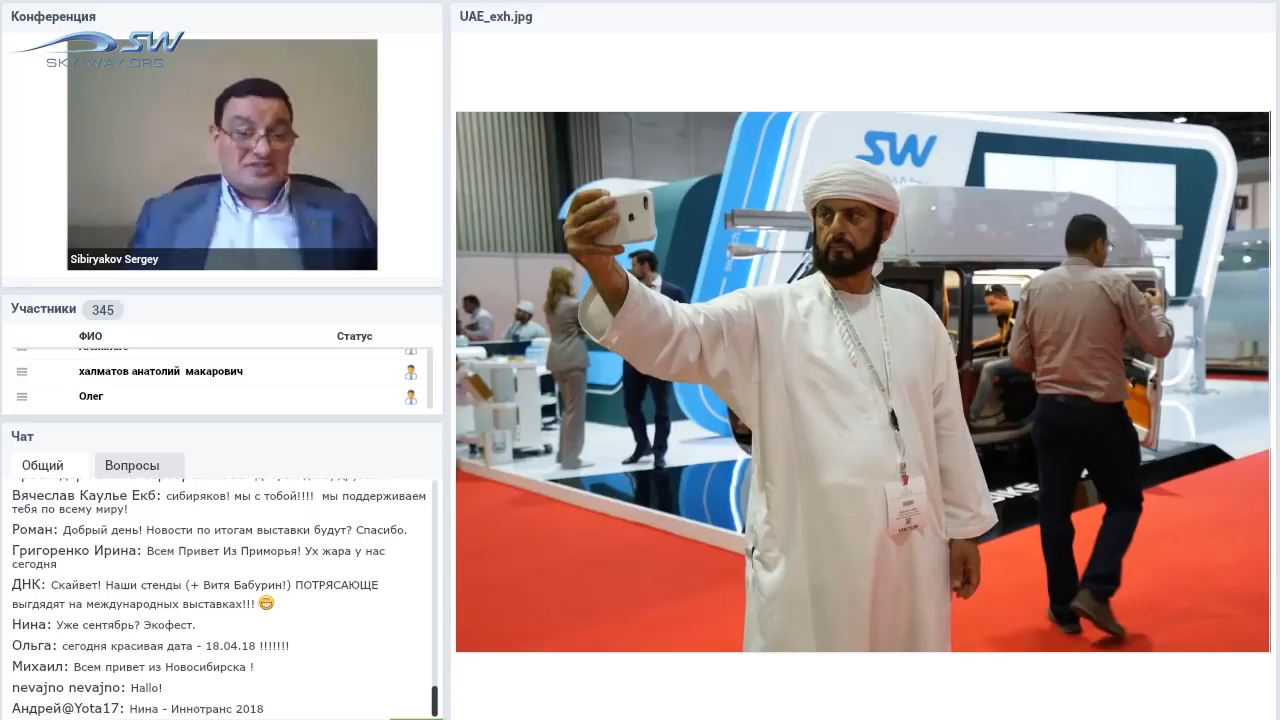 Конференция
SW
SKY WAY.ORG
Sibiryakov Sergey
Участники 345
ФИО Статус
халматов анатолий макарович
Олег
Чат
Общий Вопросы
Вячеслав Каулье Екб: сибиряков! мы с тобой!!!! мы поддерживаем
тебя по всему миру!
Роман: Добрый день! Новости по итогам выставки будут? Спасибо.
Григоренко Ирина: Всем Привет Из Приморья! Ух жара у нас
сегодня
ДНК: Скайвет! Наши стенды (+ Витя Бабурин!) ПОТРЯСАЮЩЕ
выгдядят на международных выставках!!!
Нина: Уже сентябрь? Экофест.
Ольга: сегодня красивая дата - 18.04.18 !!!!!!!
Михаил: Всем привет из Новосибирска !
nevajno nevajno: Hallo!
Андрей@Yota17: Нина - Иннотранс 2018
UAE_exh.jpg
SW
VISITOR